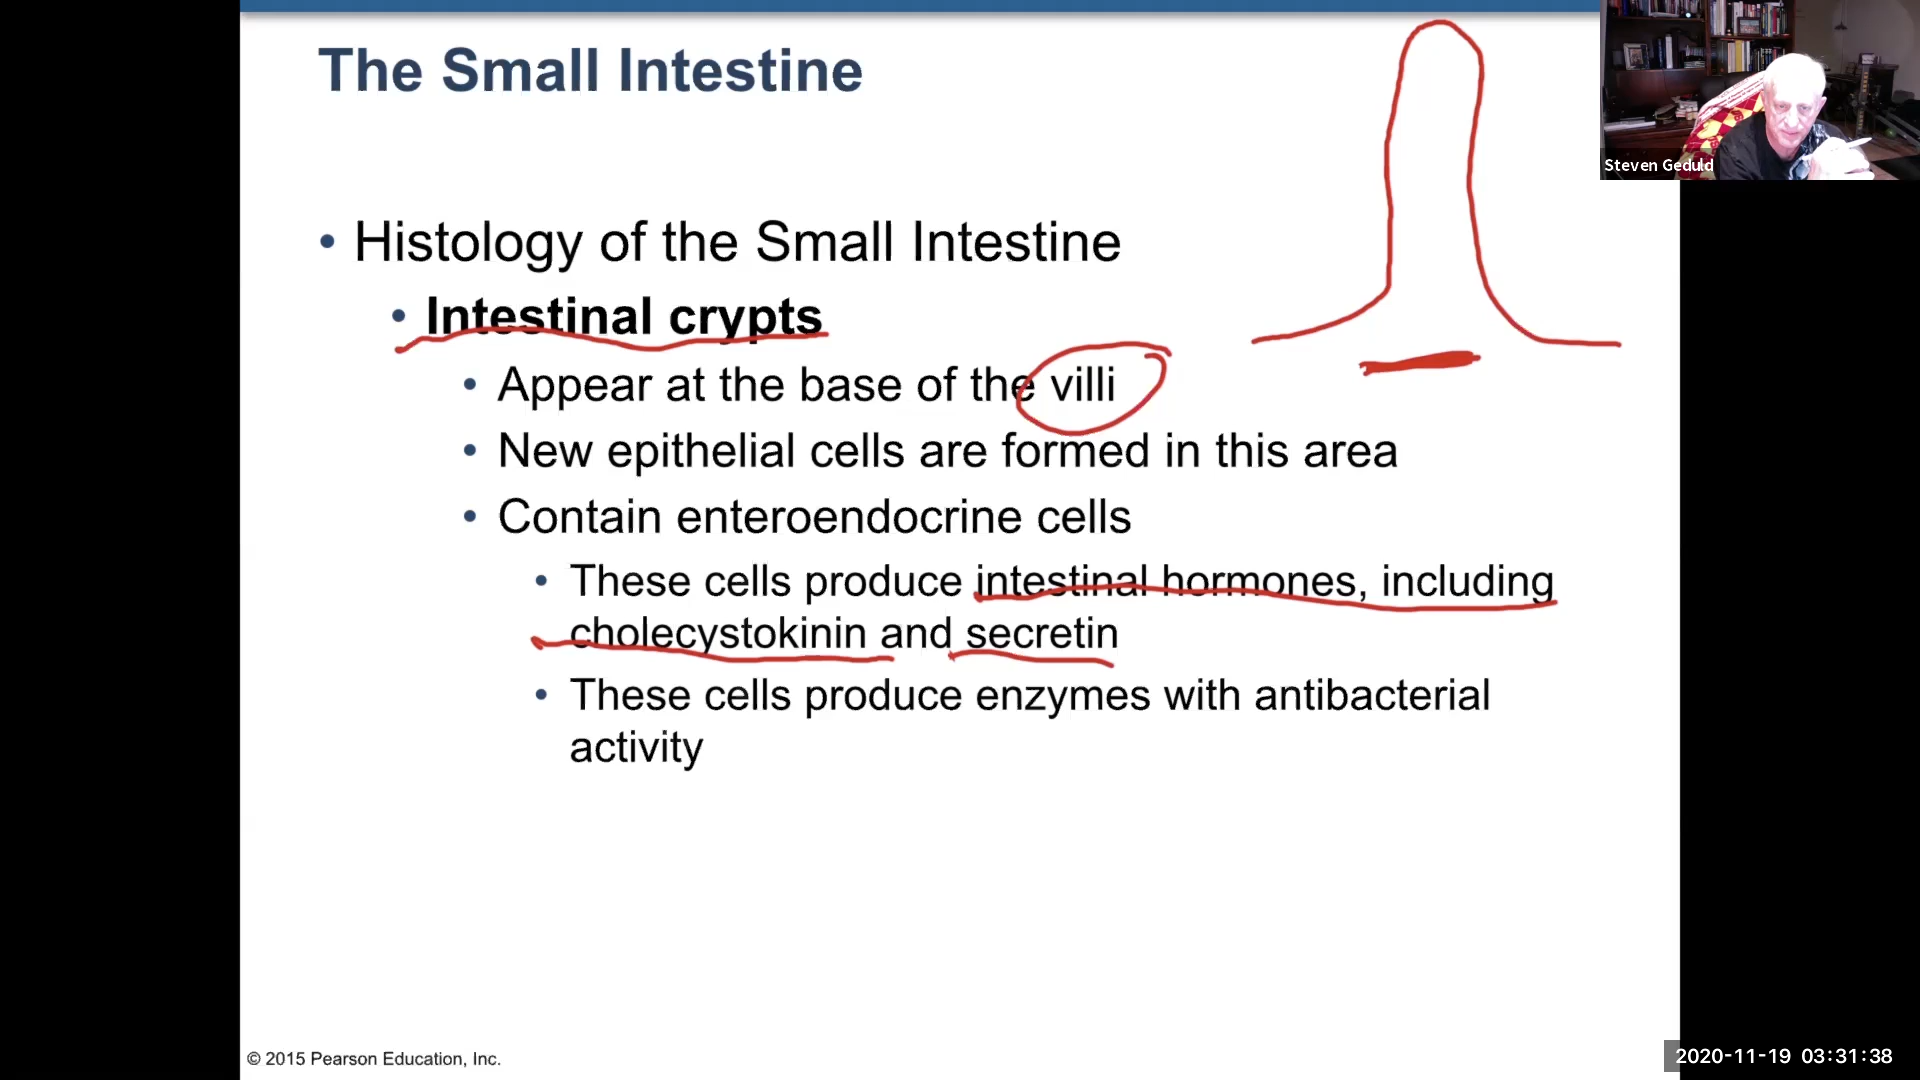 The Small Intestine
Steven Geduld
• Histology of the Small Intestine
• Intestinal crypts
• Appear at the base of the villi
• New epithelial cells are formed in this area
• Contain enteroendocrine cells
• These cells produce intestinal hormones, including
cholecystokinin and secretin
• These cells produce enzymes with antibacterial
activity
© 2015 Pearson Education, Inc.
2020-11-19 03:31:38